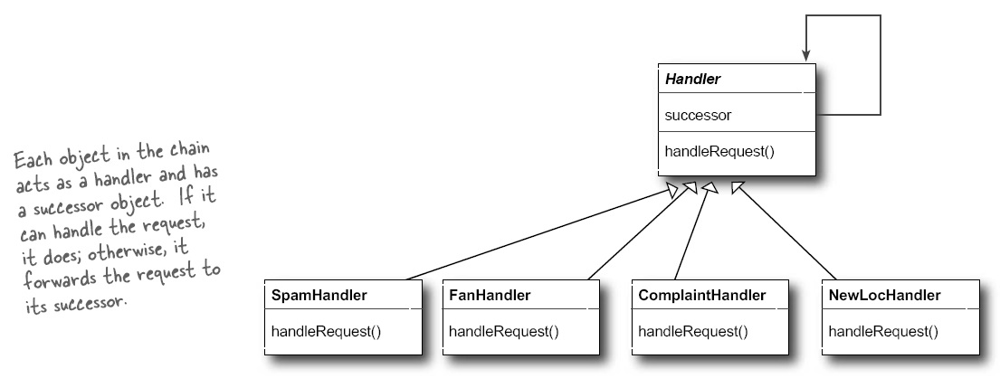 Each object in the chain
acts as a handler and has
a successor object. If it
can handle the request,
it does; otherwise, it
forwards the request to
its successor.
Handler
successor
handleRequest()
SpamHandler
handleRequest()
FanHandler
handleRequest()
ComplaintHandler
handleRequest()
NewLocHandler
handleRequest()